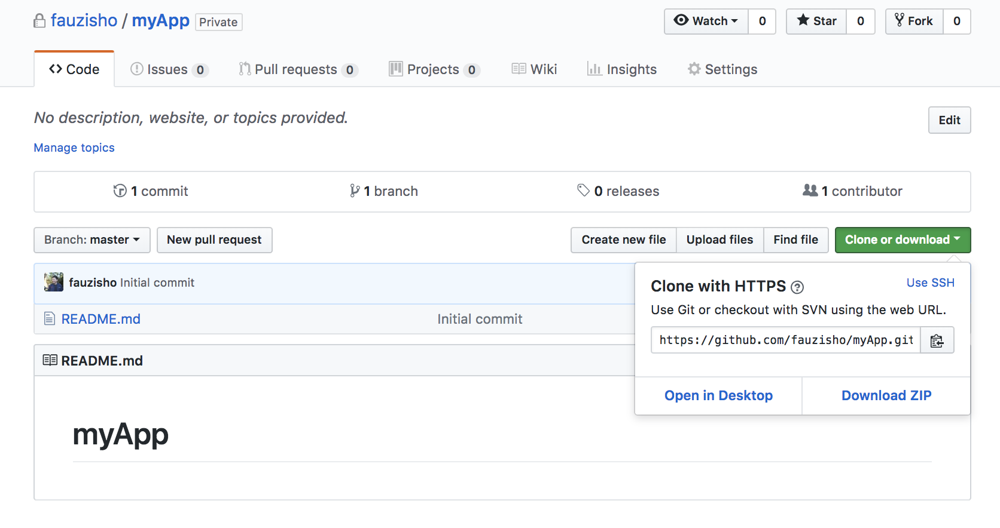 fauzisho / myApp Private Watch 0 Star 0 Fork 0
Code Issues 0 Pull requests 0 Projects 0 Wiki Insights Settings
No description, website, or topics provided. Edit
Manage topics
1 commit 1 branch 0 releases 1 contributor
Branch: master New pull request Create new file Upload files Find file Clone or download
fauzisho Initial commit
README.md Initial commit
Clone with HTTPS ? Use SSH
Use Git or checkout with SVN using the web URL.
https://github.com/fauzisho/myApp.git
Open in Desktop Download ZIP
README.md
myApp